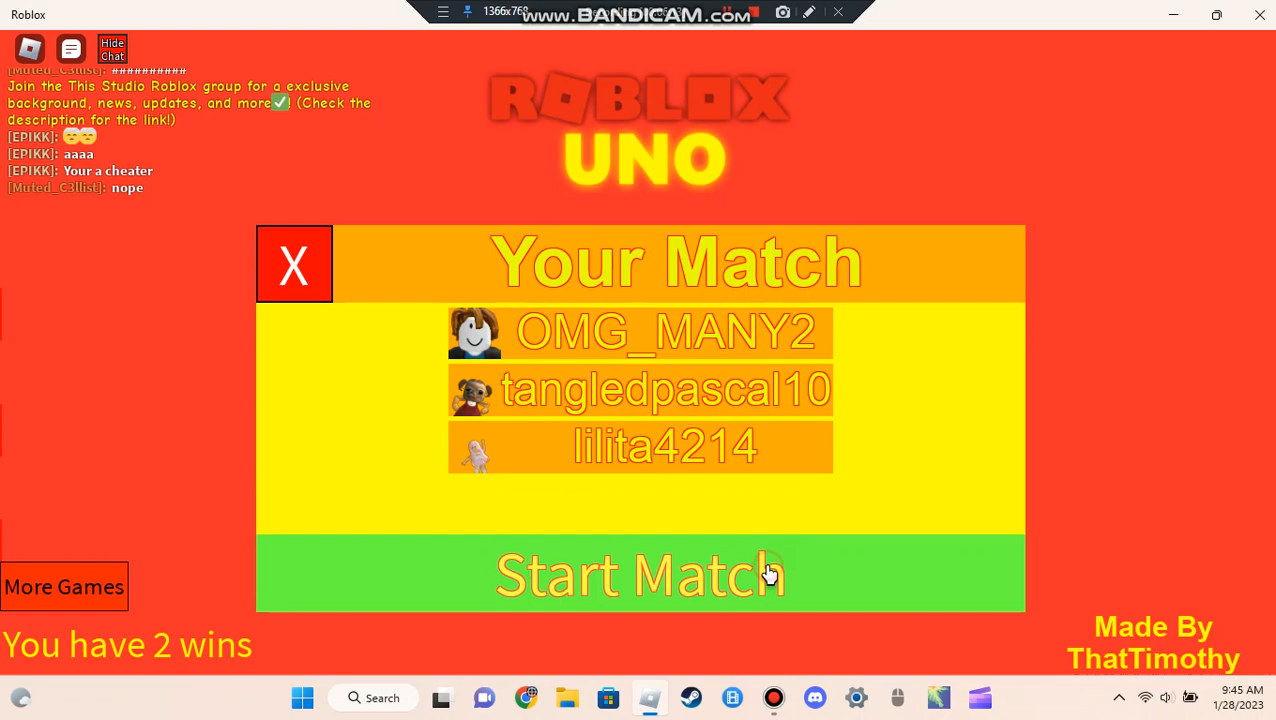 Roblox
1366x768
www.BANDICAM.com
Hide
Chat
[Muted_C3llist]: ##########
Join the This Studio Roblox group for a exclusive
background, news, updates, and more✅! (Check the
description for the link!)
[EPIKK]: 😔😔
[EPIKK]: aaaa
[EPIKK]: Your a cheater
[Muted_C3llist]: nope
ROBLOX
UNO
X
Your Match
OMG_MANY2
tangledpascal10
lilita4214
Start Match
More Games
You have 2 wins
Made By
ThatTimothy
Search
9:45 AM
1/28/2023